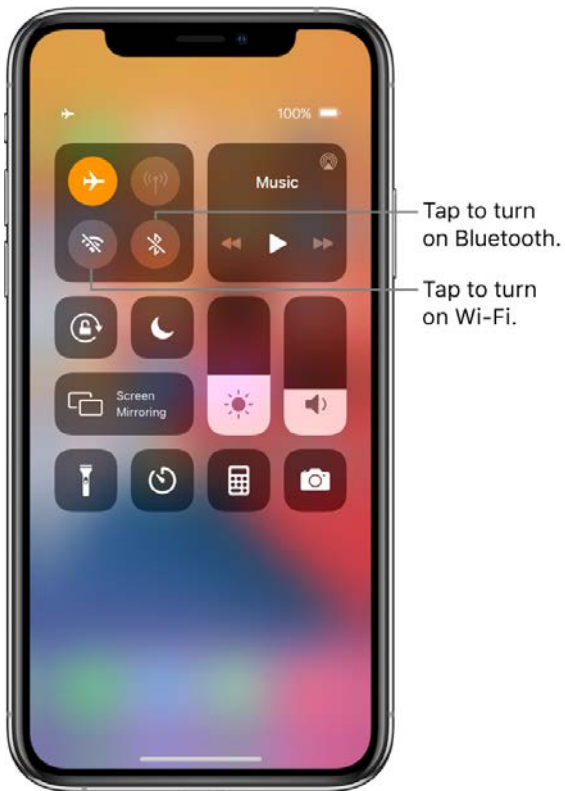 100%
Music
Tap to turn
on Bluetooth.
Tap to turn
on Wi-Fi.
Screen
Mirroring